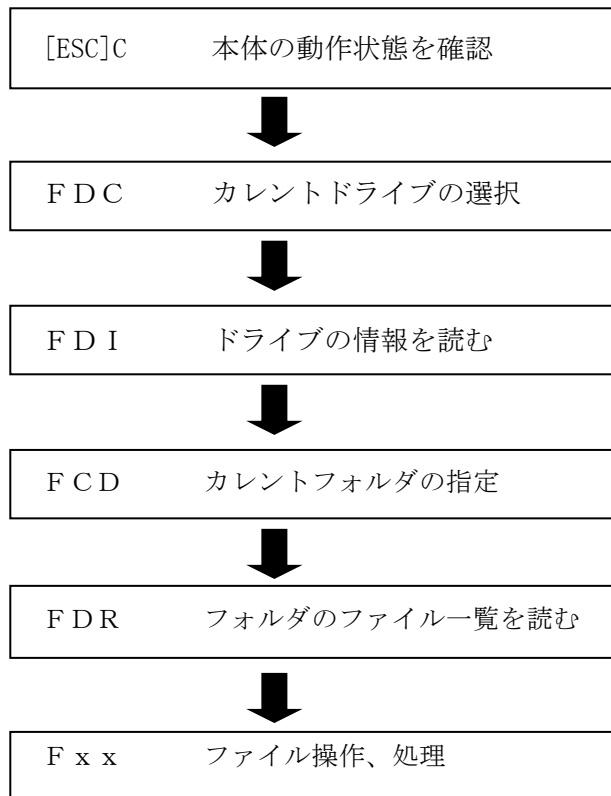 [ESC]C 本体の動作状態を確認
ＦＤＣ カレントドライブの選択
ＦＤＩ ドライブの情報を読む
ＦＣＤ カレントフォルダの指定
ＦＤＲ フォルダのファイル一覧を読む
Ｆｘｘ ファイル操作、処理